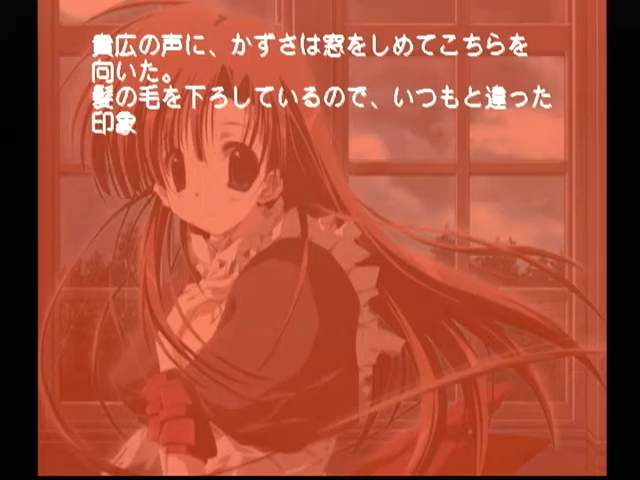 貴広の声に、かずさは窓をしめてこちらを
向いた。
髪の毛を下ろしているので、いつもと違った
印象